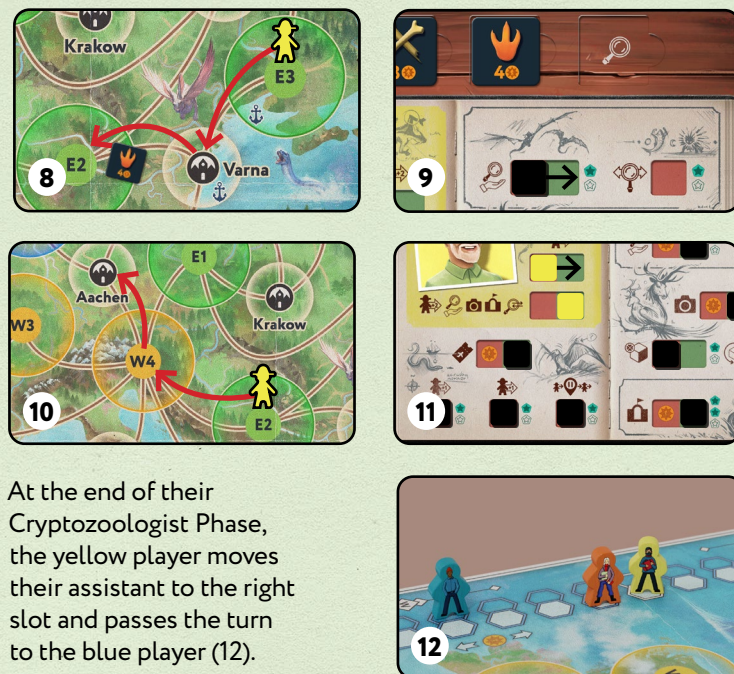 Krakow
E3
E2
4
Varna
8
4
9
E1
Aachen
Krakow
W3
W4
E2
10
11
At the end of their
Cryptozoologist Phase,
the yellow player moves
their assistant to the right
slot and passes the turn
to the blue player (12).
12